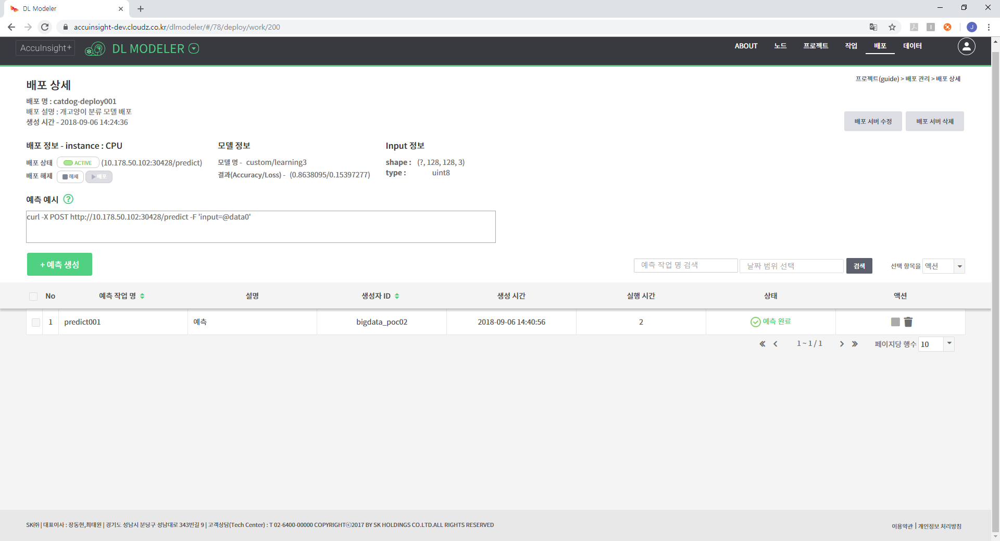 DL Modeler
accuinsight-dev.cloudz.co.kr/dlmodeler/#/78/deploy/work/200
J
AccuInsight+
DL MODELER
ABOUT 노드 프로젝트 작업 배포 데이터
프로젝트(guide) > 배포 관리 > 배포 상세
배포 상세
배포 명 : catdog-deploy001
배포 설명 : 개고양이 분류 모델 배포
생성 시간 - 2018-09-06 14:24:36
배포 서버 수정 배포 서버 삭제
배포 정보 - instance : CPU 모델 정보 Input 정보
배포 상태 ACTIVE (10.178.50.102:30428/predict) 모델 명 - custom/learning3 shape : (?, 128, 128, 3)
배포 해제 해제 배포 결과(Accuracy/Loss) - (0.8638095/0.15397277) type : uint8
예측 예시 ?
curl -X POST http://10.178.50.102:30428/predict -F 'input=@data0'
+ 예측 생성 예측 작업 명 검색 날짜 범위 선택 검색 선택 항목을 액션
No 예측 작업 명 설명 생성자 ID 생성 시간 실행 시간 상태 액션
1 predict001 예측 bigdata_poc02 2018-09-06 14:40:56 2 예측 완료
1 ~ 1 / 1 페이지당 행수 10
SK㈜ | 대표이사 : 장동현,최태원 | 경기도 성남시 분당구 성남대로 343번길 9 | 고객상담(Tech Center) : T 02-6400-00000 COPYRIGHTⓒ2017 BY SK HOLDINGS CO.LTD.ALL RIGHTS RESERVED
이용약관 | 개인정보 처리방침